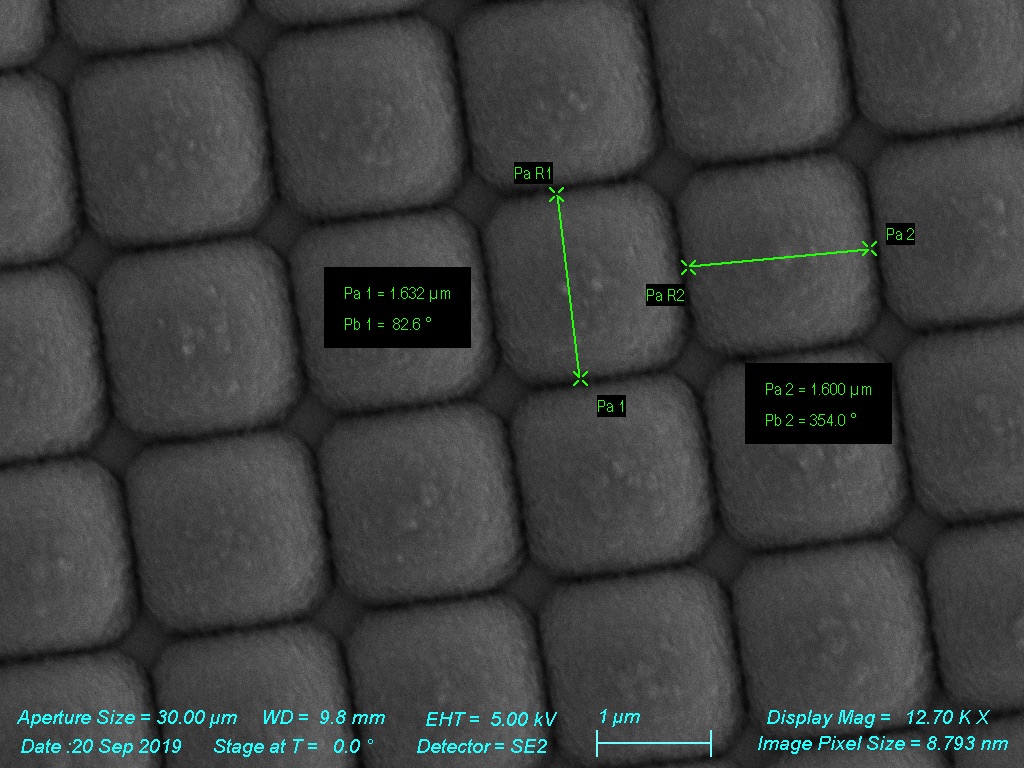 Pa R1
Pa 2
Pa R2
Pa 1 = 1.632 µm
Pb 1 = 82.6 °
Pa 1
Pa 2 = 1.600 µm
Pb 2 = 354.0 °
Aperture Size = 30.00 µm WD = 9.8 mm EHT = 5.00 kV 1 µm Display Mag = 12.70 K X
Date :20 Sep 2019 Stage at T = 0.0 ° Detector = SE2 Image Pixel Size = 8.793 nm